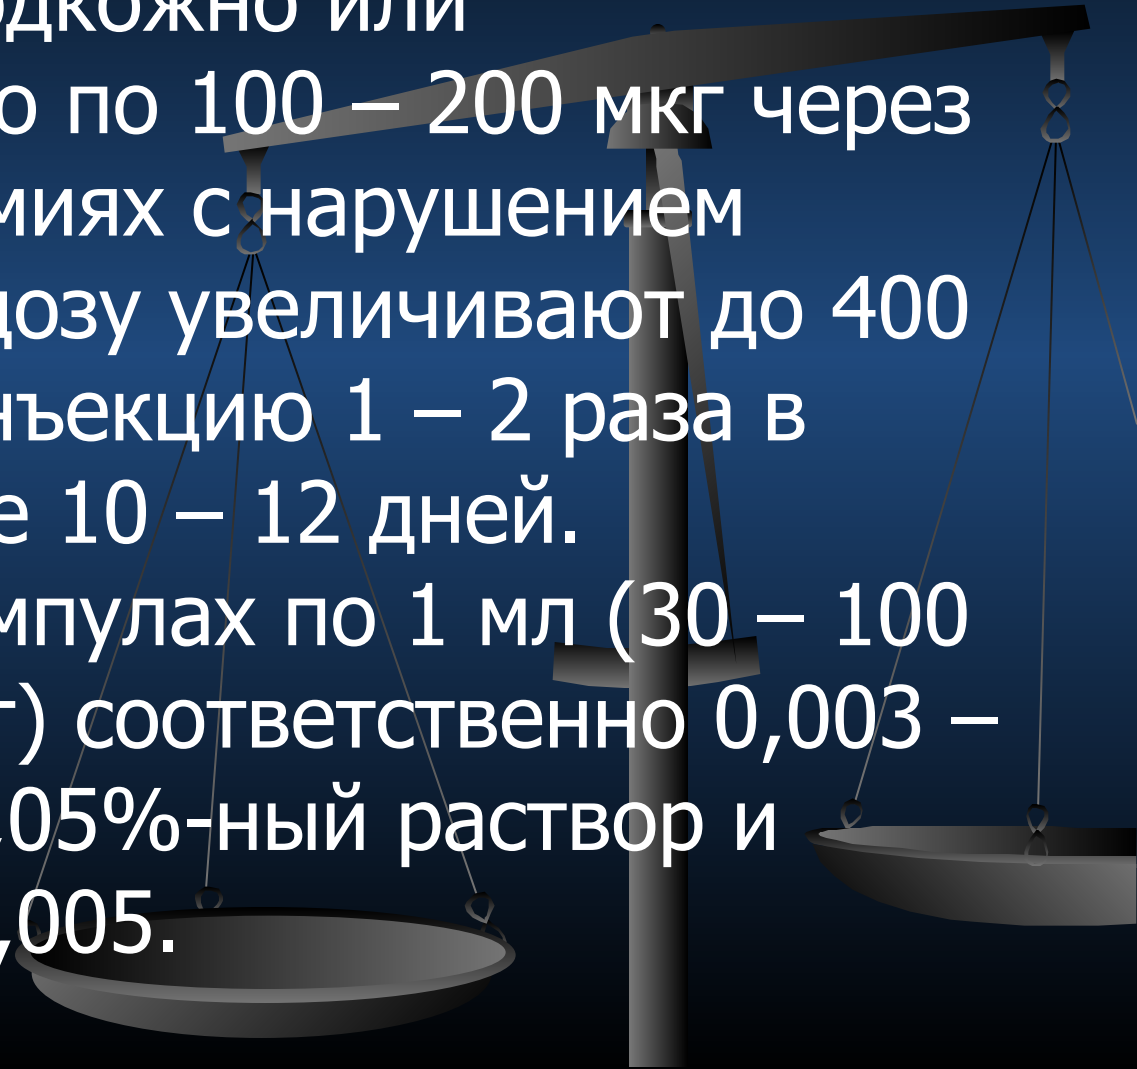 одкожно или
о по 100 – 200 мкг через
миях с нарушением
дозу увеличивают до 400
нъекцию 1 – 2 раза в
е 10 – 12 дней.
мпулах по 1 мл (30 – 100
г) соответственно 0,003 –
,05%-ный раствор и
,005.